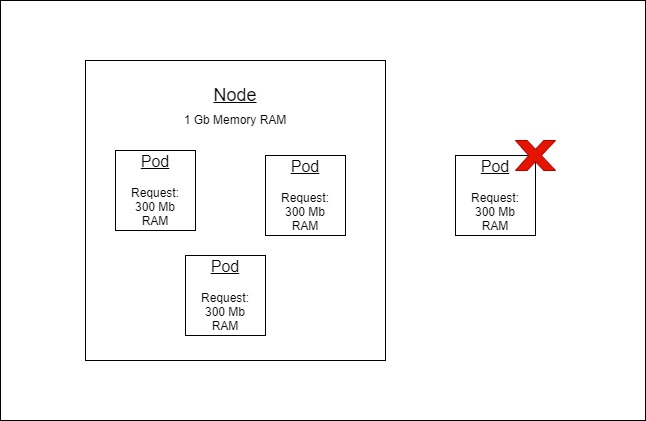 Node
1 Gb Memory RAM
Pod
Request:
300 Mb
RAM
Pod
Request:
300 Mb
RAM
Pod
Request:
300 Mb
RAM
Pod
Request:
300 Mb
RAM